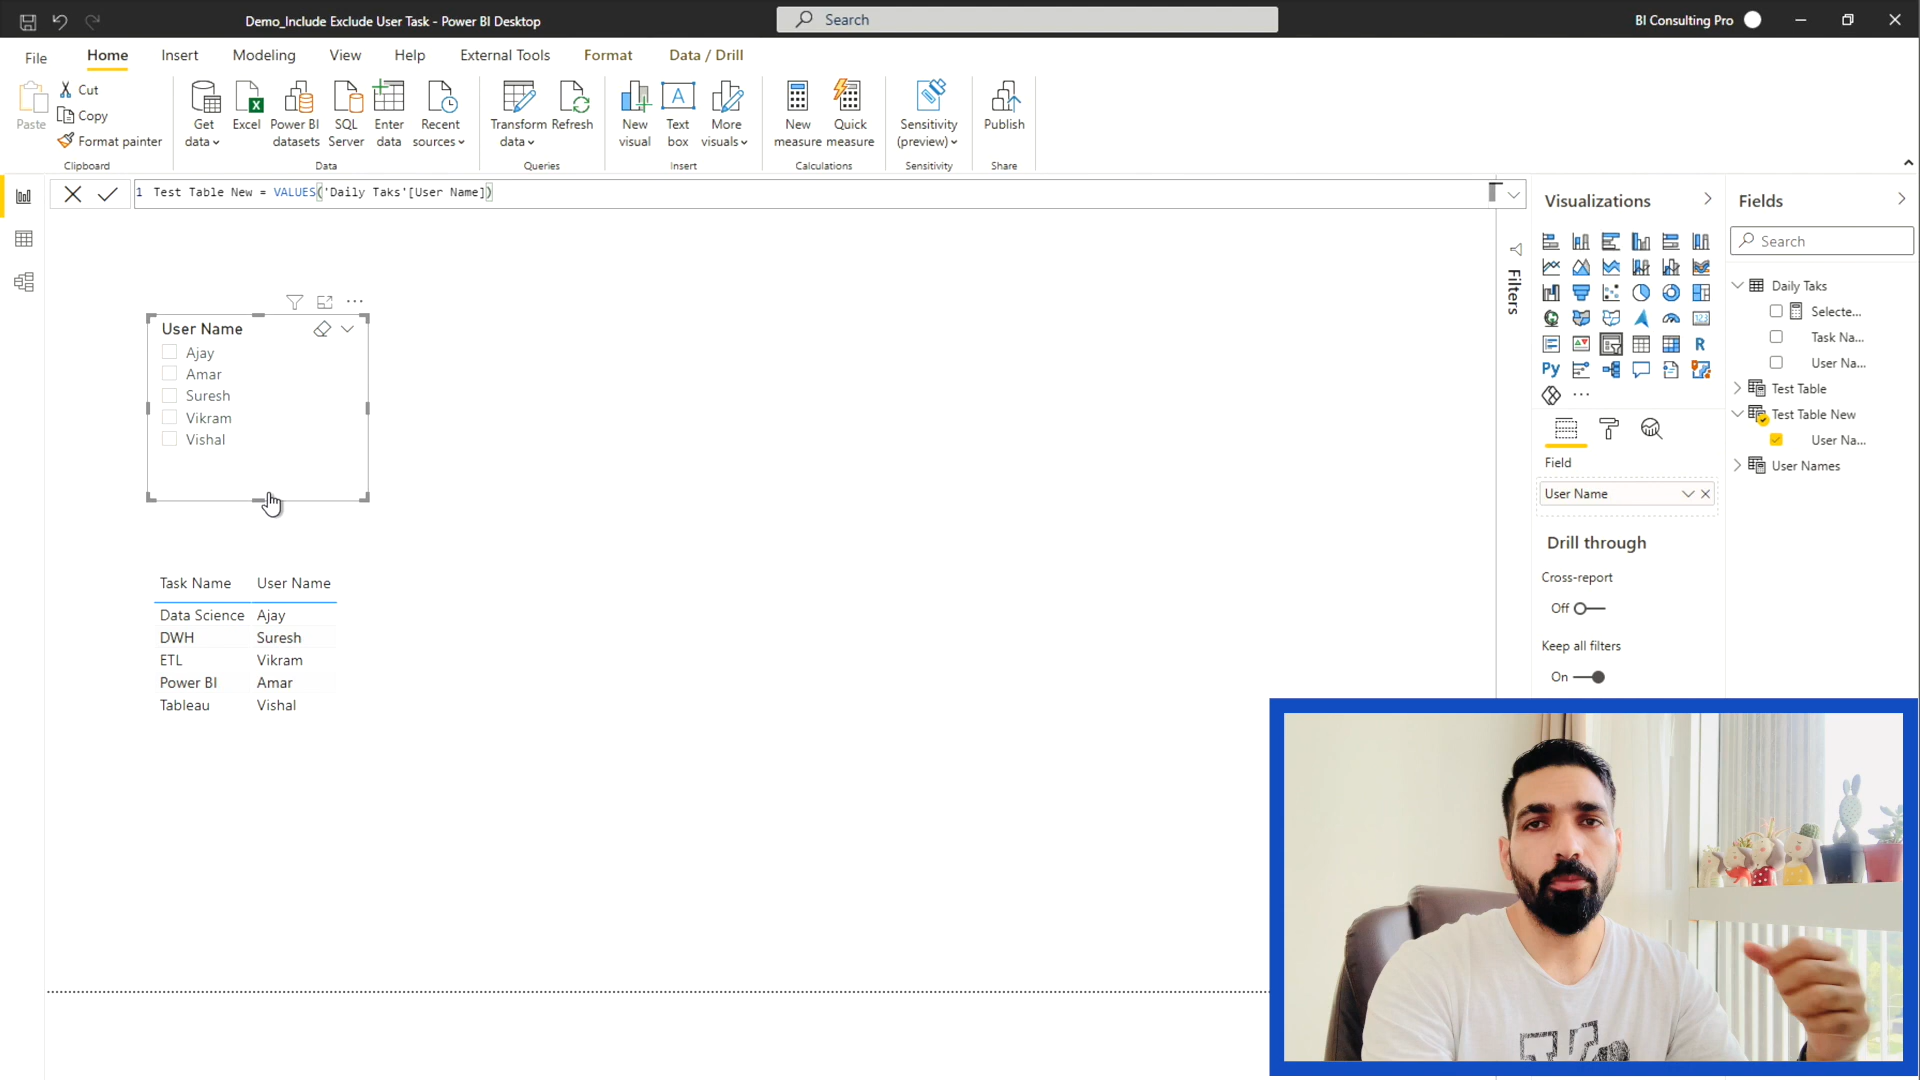 Demo_Include Exclude User Task - Power BI Desktop
Search
BI Consulting Pro
File
Home
Insert
Modeling
View
Help
External Tools
Format
Data / Drill
Paste
Cut
Copy
Format painter
Clipboard
Get data
Excel
Power BI datasets
SQL Server
Enter data
Recent sources
Data
Transform data
Refresh
Queries
New visual
Text box
More visuals
Insert
New measure
Quick measure
Calculations
Sensitivity (preview)
Sensitivity
Publish
Share
1 Test Table New = VALUES('Daily Taks'[User Name])
User Name
Ajay
Amar
Suresh
Vikram
Vishal
Task Name User Name
Data Science Ajay
DWH Suresh
ETL Vikram
Power BI Amar
Tableau Vishal
Filters
Visualizations
R
Py
123
Field
User Name
Drill through
Cross-report
Off
Keep all filters
On
Fields
Search
Daily Taks
Selecte...
Task Na...
User Na...
Test Table
Test Table New
User Na...
User Names